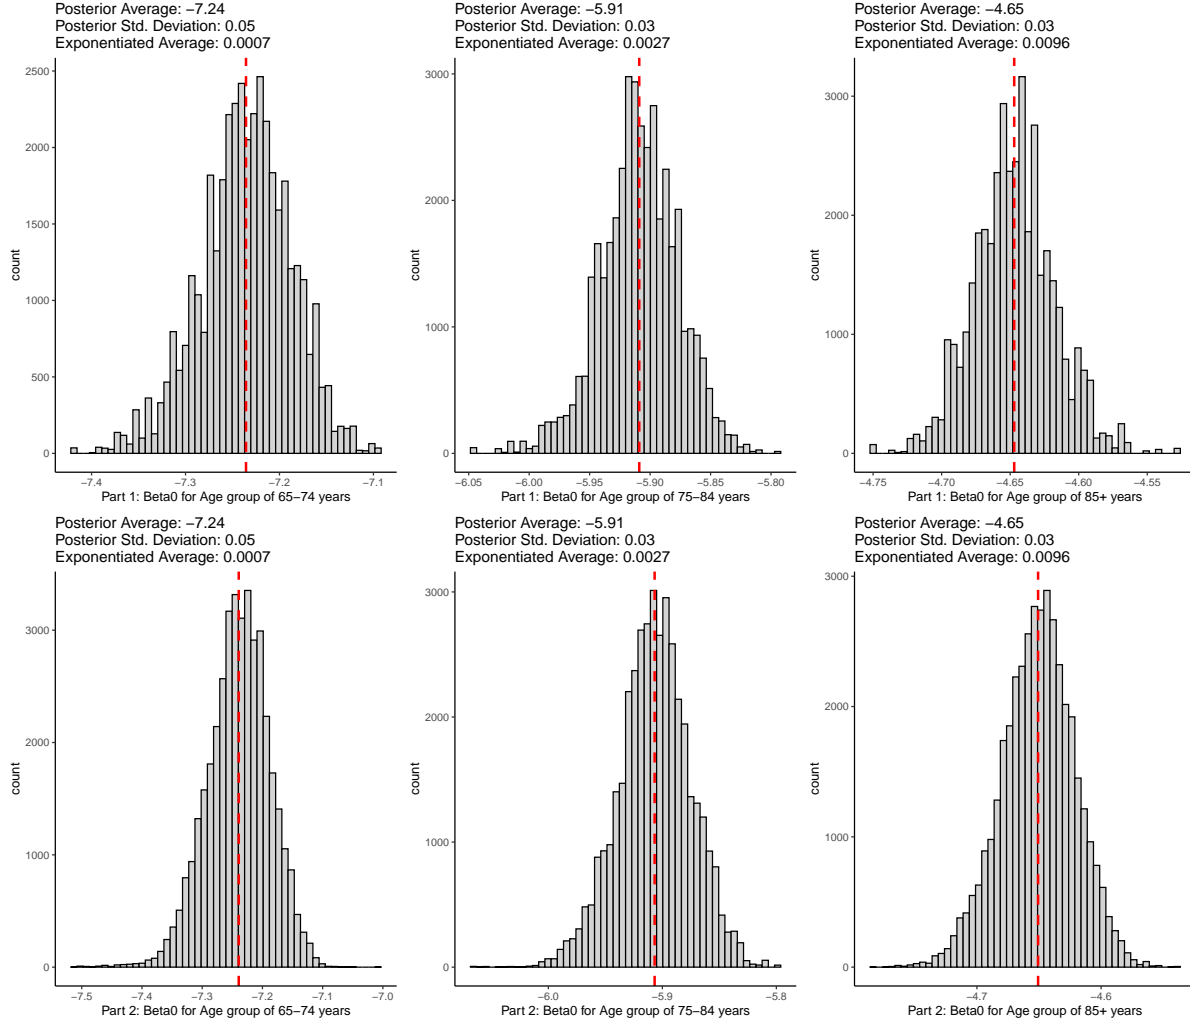 Posterior Average: −7.24
Posterior Std. Deviation: 0.05
Exponentiated Average: 0.0007
2500
2000
1500
1000
500
0
count
−7.4
−7.3
−7.2
−7.1
Part 1: Beta0 for Age group of 65−74 years
Posterior Average: −5.91
Posterior Std. Deviation: 0.03
Exponentiated Average: 0.0027
3000
2000
1000
0
count
−6.05
−6.00
−5.95
−5.90
−5.85
−5.80
Part 1: Beta0 for Age group of 75−84 years
Posterior Average: −4.65
Posterior Std. Deviation: 0.03
Exponentiated Average: 0.0096
3000
2000
1000
0
count
−4.75
−4.70
−4.65
−4.60
−4.55
Part 1: Beta0 for Age group of 85+ years
Posterior Average: −7.24
Posterior Std. Deviation: 0.05
Exponentiated Average: 0.0007
3000
2000
1000
0
count
−7.5
−7.4
−7.3
−7.2
−7.1
−7.0
Part 2: Beta0 for Age group of 65−74 years
Posterior Average: −5.91
Posterior Std. Deviation: 0.03
Exponentiated Average: 0.0027
3000
2000
1000
0
count
−6.0
−5.9
−5.8
Part 2: Beta0 for Age group of 75−84 years
Posterior Average: −4.65
Posterior Std. Deviation: 0.03
Exponentiated Average: 0.0096
3000
2000
1000
0
count
−4.7
−4.6
Part 2: Beta0 for Age group of 85+ years